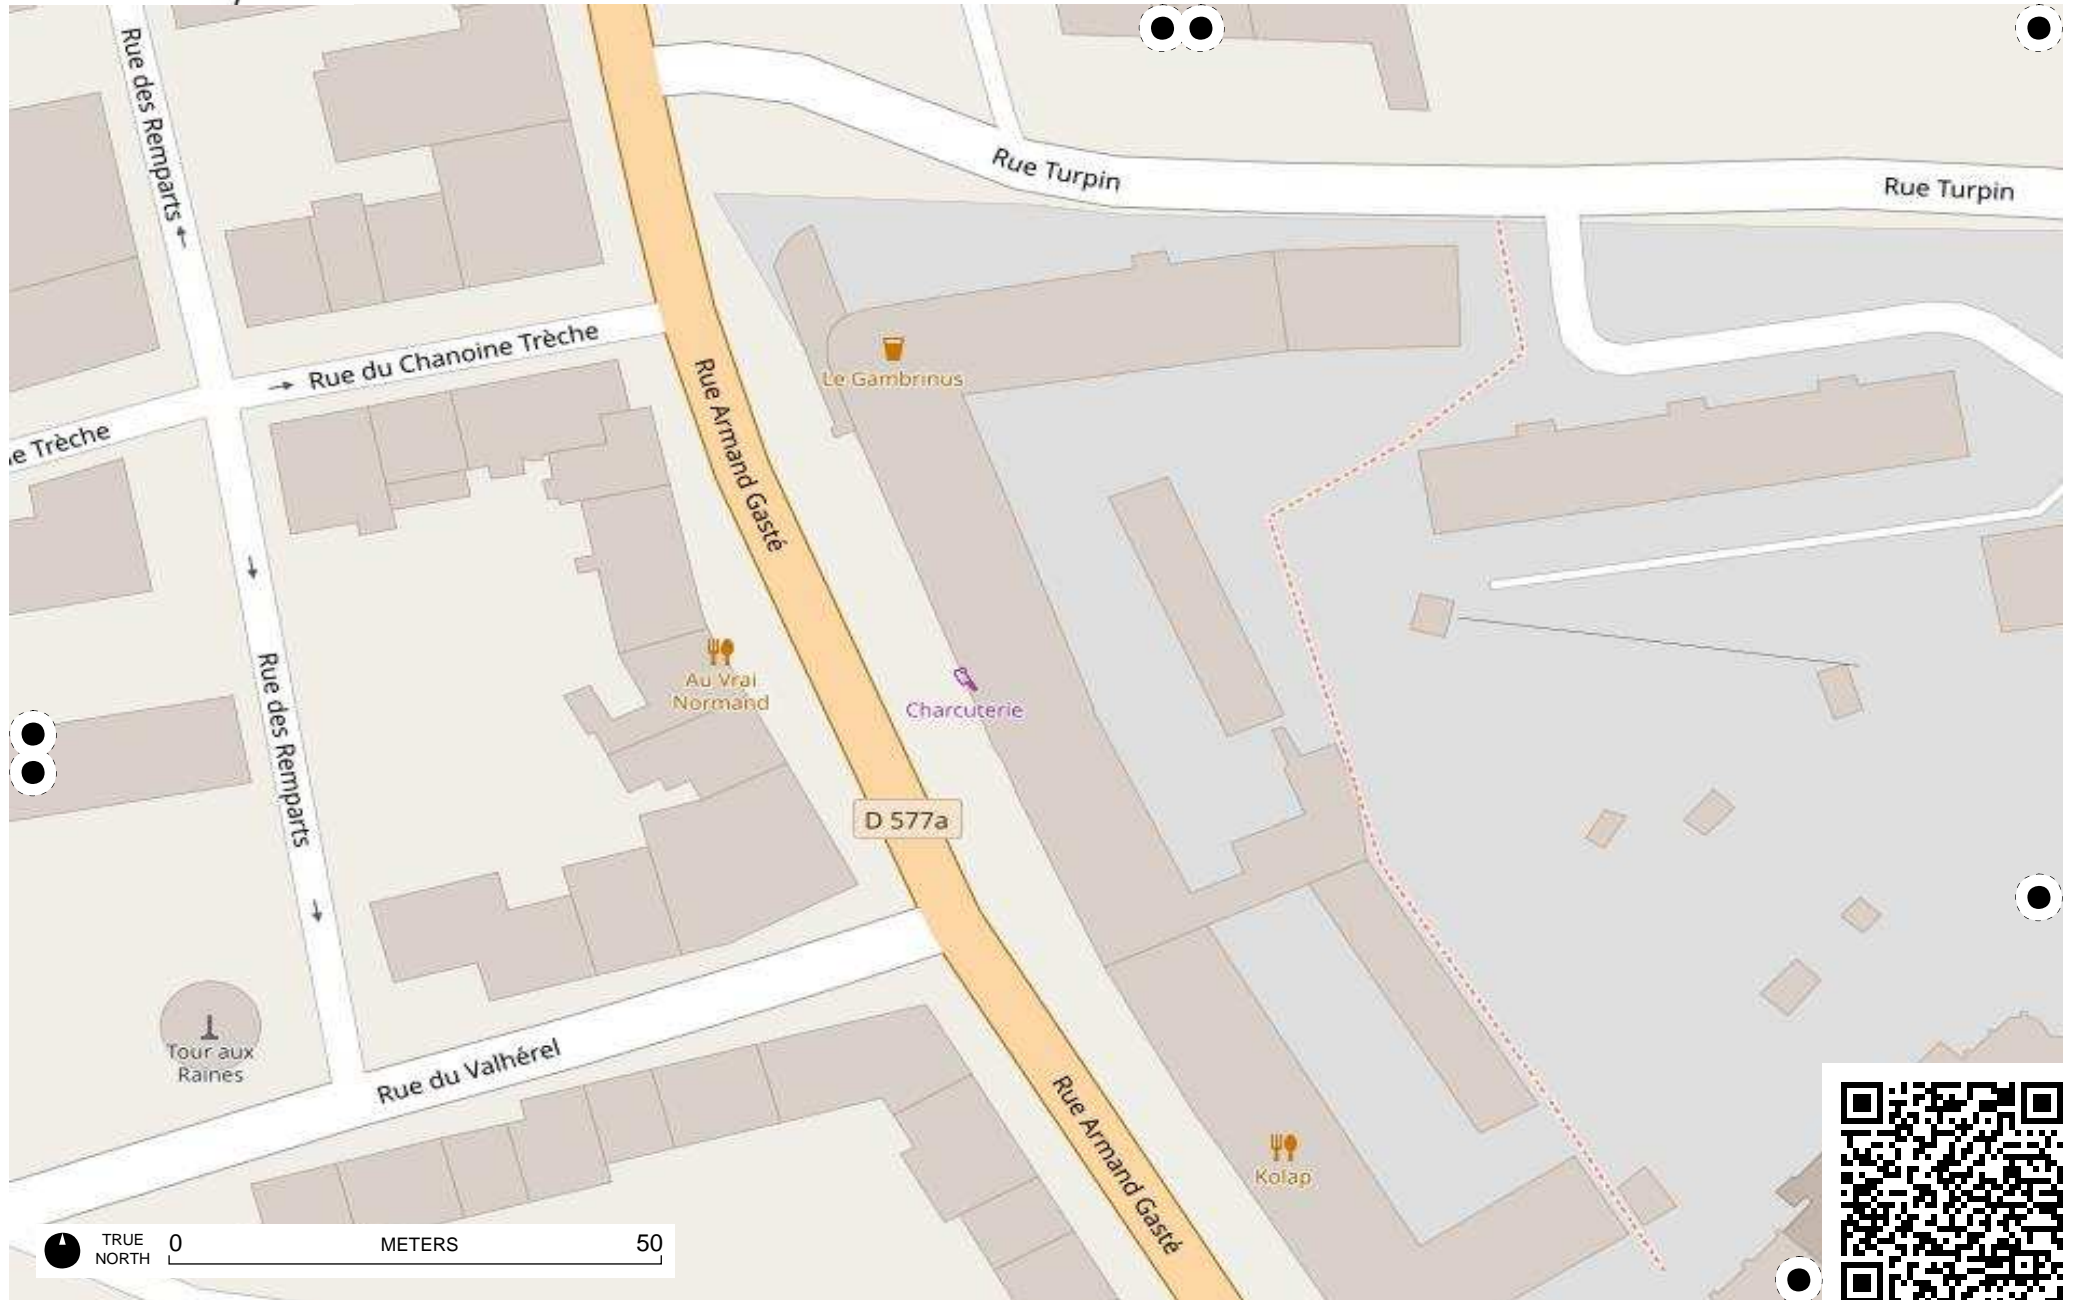 Rue des Remparts
Rue Turpin
Rue Turpin
Rue du Chanoine Trèche
Le Gambrinus
e Trèche
Rue Armand Gasté
Au Vrai
Normand
Charcuterie
Rue des Remparts
D 577a
Tour aux
Raines
Rue du Valhérel
Rue Armand Gasté
Kolap
TRUE
NORTH
0 METERS 50